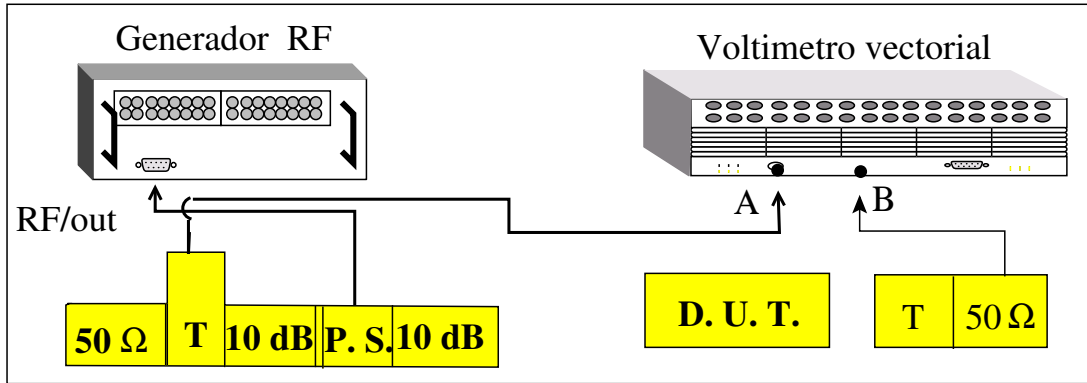 Generador RF
Voltimetro vectorial
A
B
RF/out
50 Ω
T
10 dB
P. S.
10 dB
D. U. T.
T
50 Ω